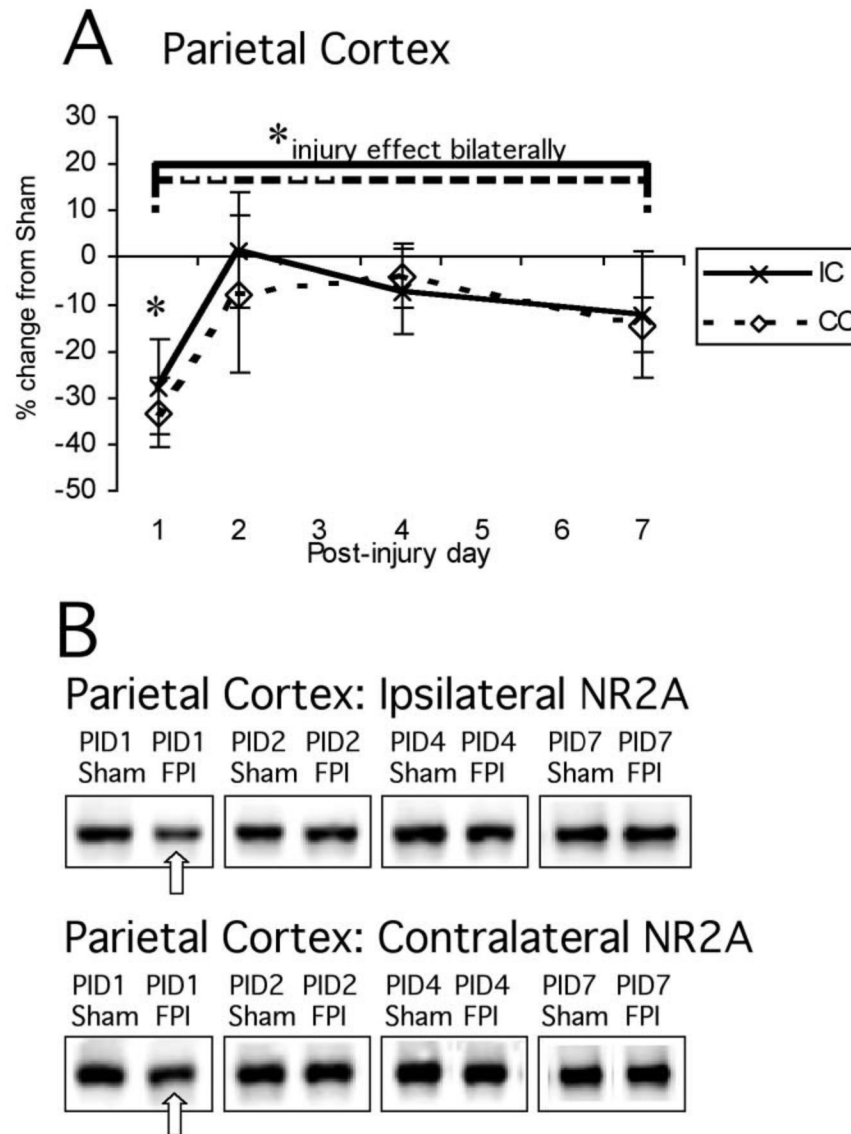 A Parietal Cortex
30
20
10
0
-10
-20
-30
-40
-50
% change from Sham
* injury effect bilaterally
*
IC
CC
1 2 3 4 5 6 7
Post-injury day
B
Parietal Cortex: Ipsilateral NR2A
PID1 PID1 PID2 PID2 PID4 PID4 PID7 PID7
Sham FPI Sham FPI Sham FPI Sham FPI
Parietal Cortex: Contralateral NR2A
PID1 PID1 PID2 PID2 PID4 PID4 PID7 PID7
Sham FPI Sham FPI Sham FPI Sham FPI